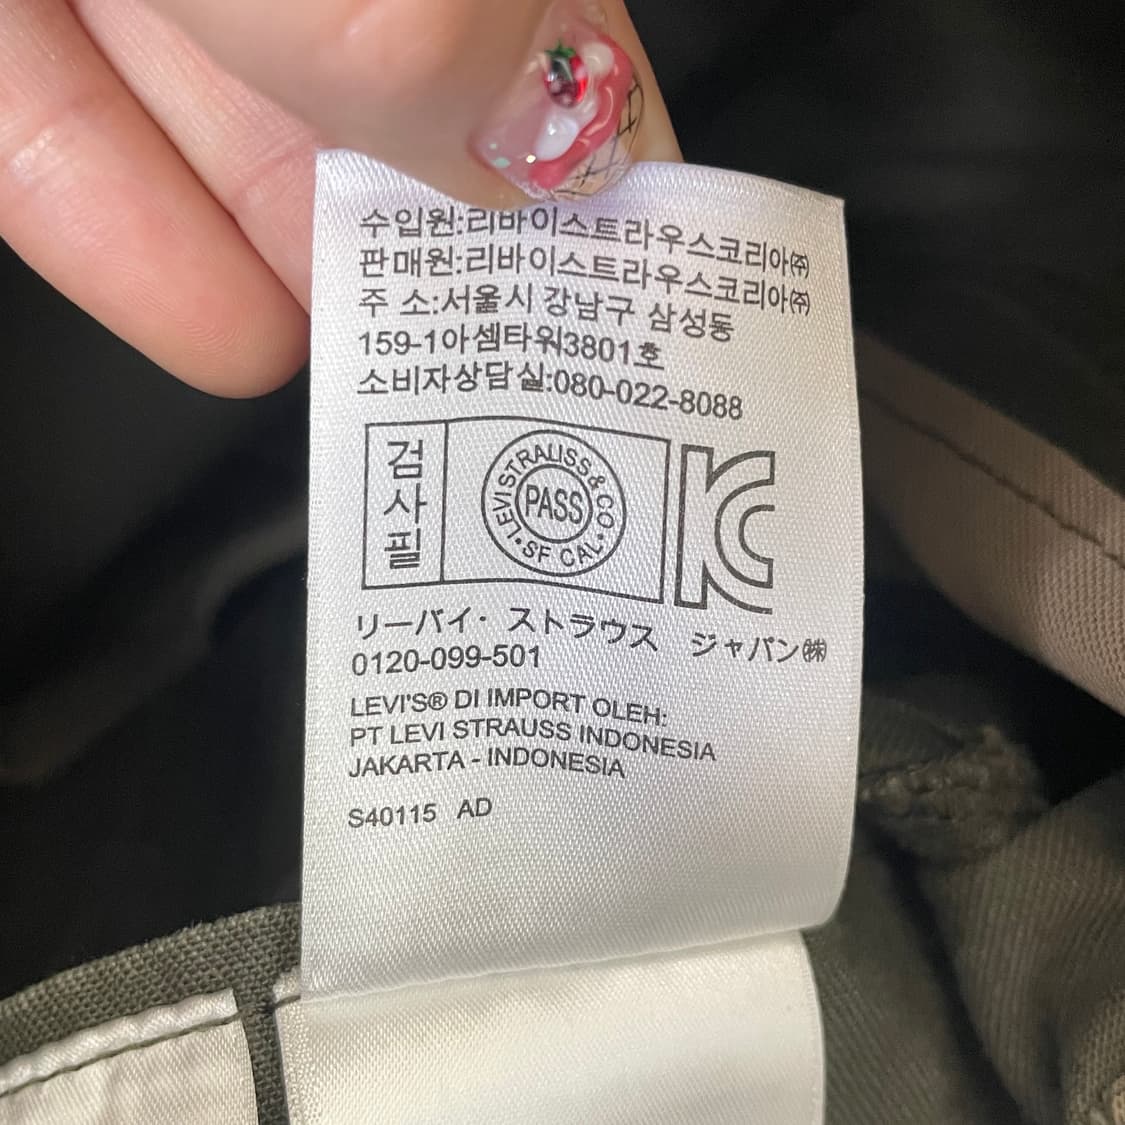 수입원:리바이스트라우스코리아㈜
판매원:리바이스트라우스코리아㈜
주 소:서울시 강남구 삼성동
159-1아셈타워3801호
소비자상담실:080-022-8088
검사필
LEVI STRAUSS & CO • SF CAL •
PASS
KC
リーバイ・ストラウス ジャパン㈱
0120-099-501
LEVI'S® DI IMPORT OLEH:
PT LEVI STRAUSS INDONESIA
JAKARTA - INDONESIA
S40115 AD